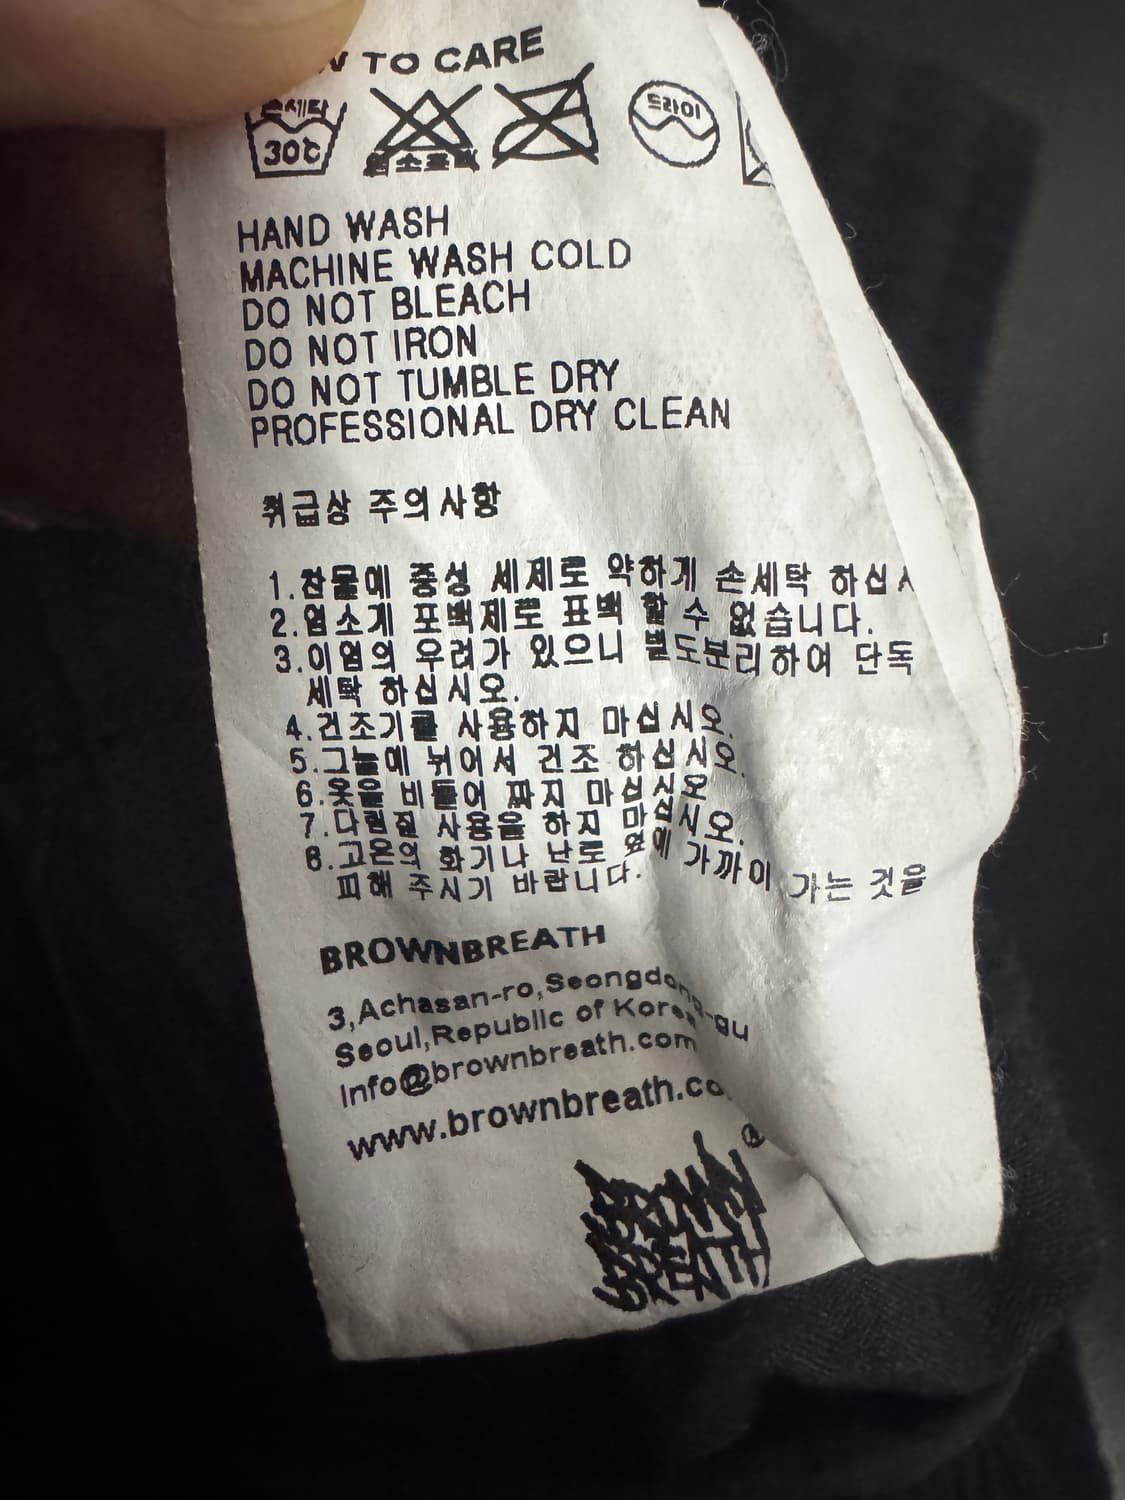 TO CARE
손세탁
30℃
염소표백
드라이
HAND WASH
MACHINE WASH COLD
DO NOT BLEACH
DO NOT IRON
DO NOT TUMBLE DRY
PROFESSIONAL DRY CLEAN
취급상 주의사항
1.찬물에 중성 세제로 약하게 손세탁 하십시
2.염소계 표백제로 표백 할 수 없습니다.
3.이염의 우려가 있으니 별도분리하여 단독
세탁 하십시오.
4.건조기를 사용하지 마십시오.
5.그늘에 뉘어서 건조 하십시오.
6.옷을 비틀어 짜지 마십시오
7.다림질 사용을 하지 마십시오.
8.고온의 화기나 난로 옆에 가까이 가는 것을
피해 주시기 바랍니다.
BROWNBREATH
3,Achasan-ro,Seongdong-gu
Seoul,Republic of Korea
Info@brownbreath.com
www.brownbreath.co
®
BROWN
BREATH